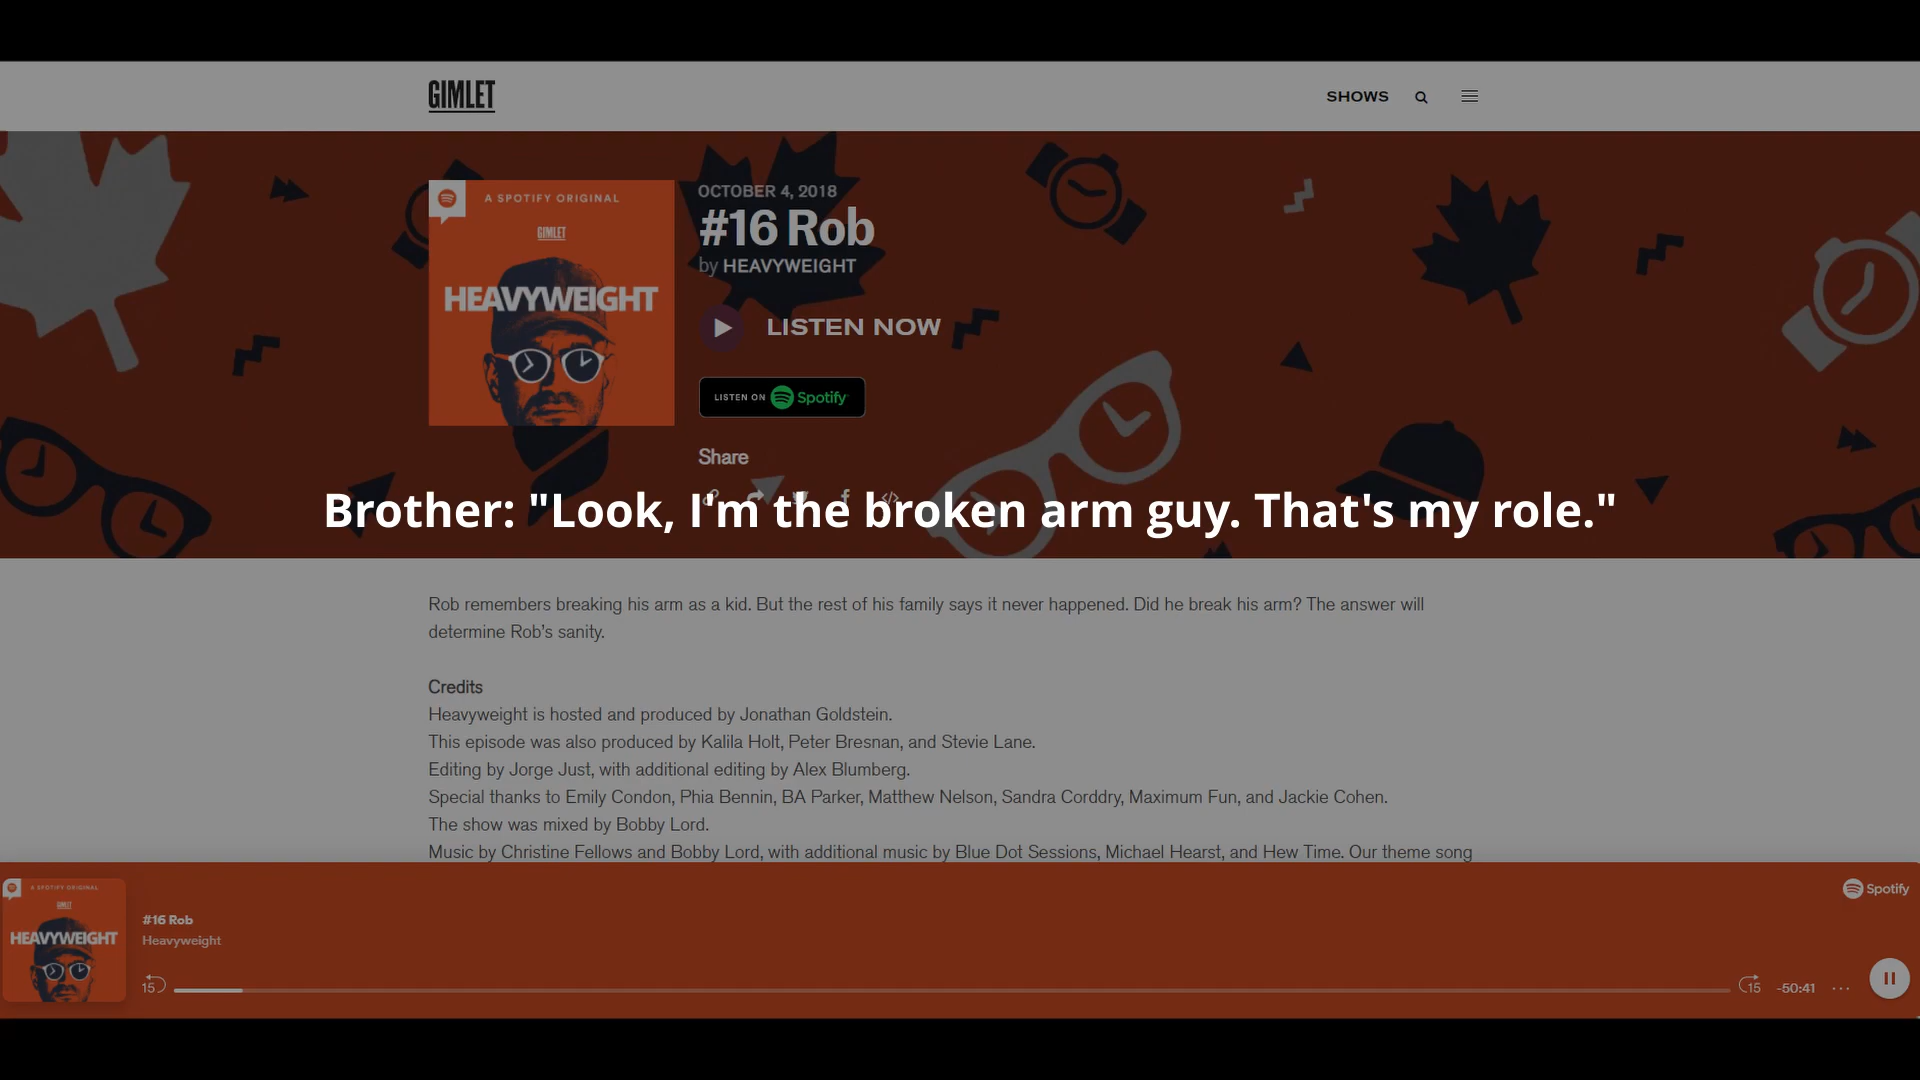 GIMLET
SHOWS
A SPOTIFY ORIGINAL
GIMLET
HEAVYWEIGHT
OCTOBER 4, 2018
#16 Rob
by HEAVYWEIGHT
LISTEN NOW
LISTEN ON Spotify
Share
Brother: "Look, I'm the broken arm guy. That's my role."
Rob remembers breaking his arm as a kid. But the rest of his family says it never happened. Did he break his arm? The answer will
determine Rob's sanity.
Credits
Heavyweight is hosted and produced by Jonathan Goldstein.
This episode was also produced by Kalila Holt, Peter Bresnan, and Stevie Lane.
Editing by Jorge Just, with additional editing by Alex Blumberg.
Special thanks to Emily Condon, Phia Bennin, BA Parker, Matthew Nelson, Sandra Corddry, Maximum Fun, and Jackie Cohen.
The show was mixed by Bobby Lord.
Music by Christine Fellows and Bobby Lord, with additional music by Blue Dot Sessions, Michael Hearst, and Hew Time. Our theme song
A SPOTIFY ORIGINAL
GIMLET
HEAVYWEIGHT
#16 Rob
Heavyweight
Spotify
15
15
-50:41